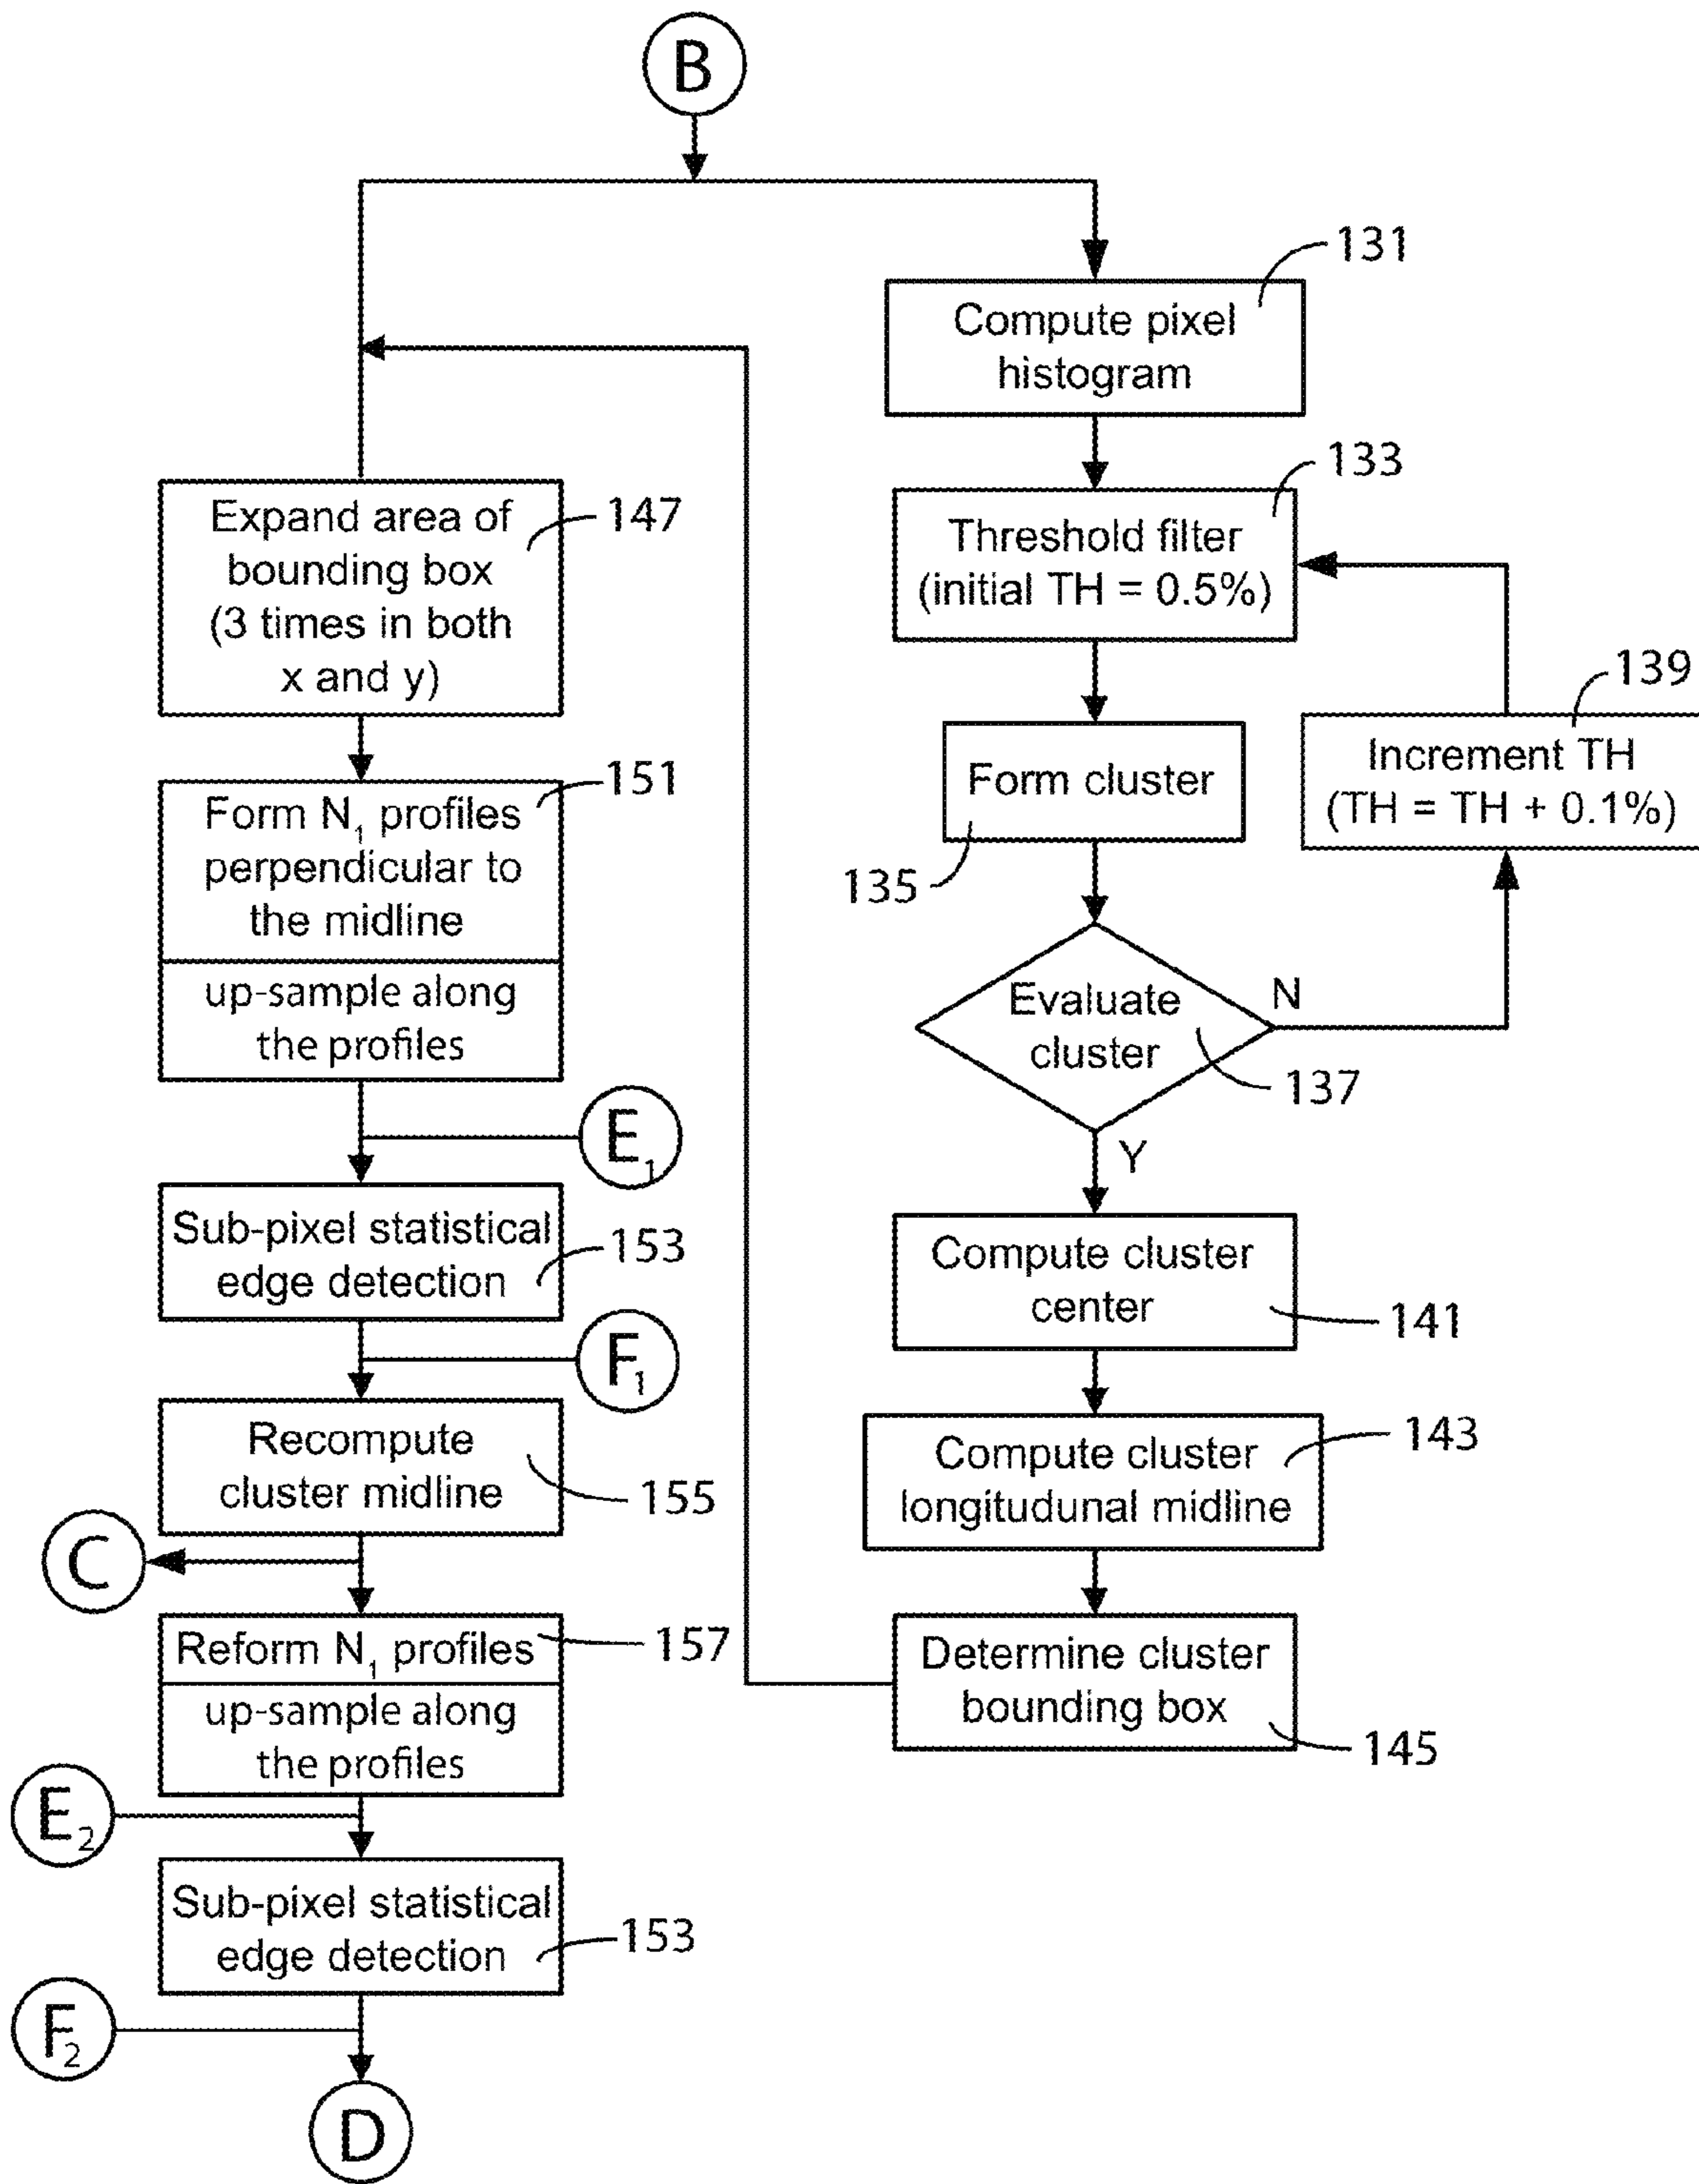 B
131
Compute pixel
histogram
133
Threshold filter
(initial TH = 0.5%)
139
Increment TH
(TH = TH + 0.1%)
Form cluster
135
Evaluate
cluster
N
137
Y
Compute cluster
center
141
143
Compute cluster
longitudunal midline
Determine cluster
bounding box
145
Expand area of
bounding box
(3 times in both
x and y)
147
Form N1 profiles
perpendicular to
the midline
151
up-sample along
the profiles
E1
Sub-pixel statistical
edge detection
153
F1
Recompute
cluster midline
155
C
Reform N1 profiles
157
up-sample along
the profiles
E2
Sub-pixel statistical
edge detection
153
F2
D